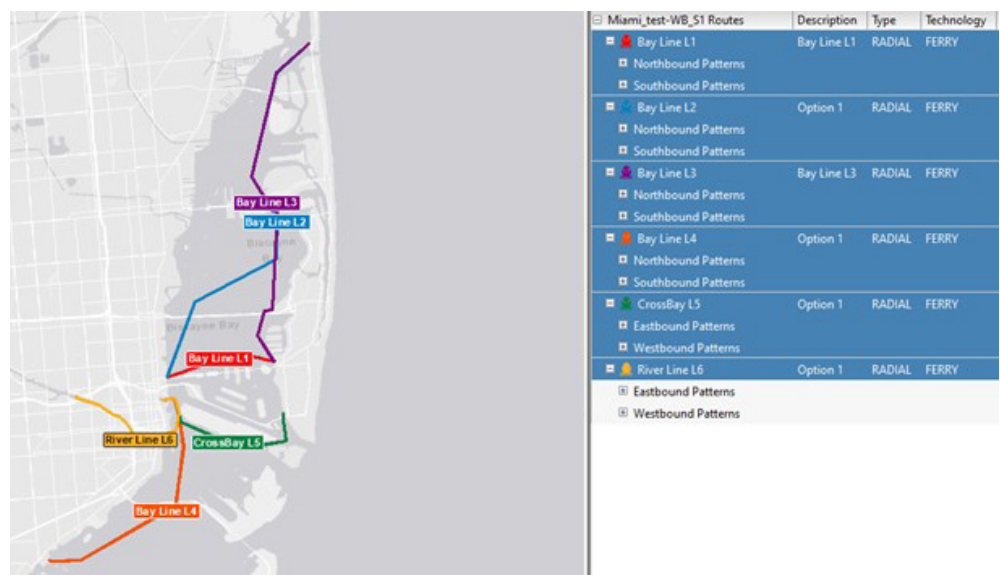 Bay Line L3
Bay Line L2
Biscayne
Bay
Biscayne Bay
Bay Line L1
River Line L6
CrossBay L5
Bay Line L4
Miami_test-WB_S1 Routes Description Type Technology
Bay Line L1 Bay Line L1 RADIAL FERRY
Northbound Patterns
Southbound Patterns
Bay Line L2 Option 1 RADIAL FERRY
Northbound Patterns
Southbound Patterns
Bay Line L3 Bay Line L3 RADIAL FERRY
Northbound Patterns
Southbound Patterns
Bay Line L4 Option 1 RADIAL FERRY
Northbound Patterns
Southbound Patterns
CrossBay L5 Option 1 RADIAL FERRY
Eastbound Patterns
Westbound Patterns
River Line L6 Option 1 RADIAL FERRY
Eastbound Patterns
Westbound Patterns